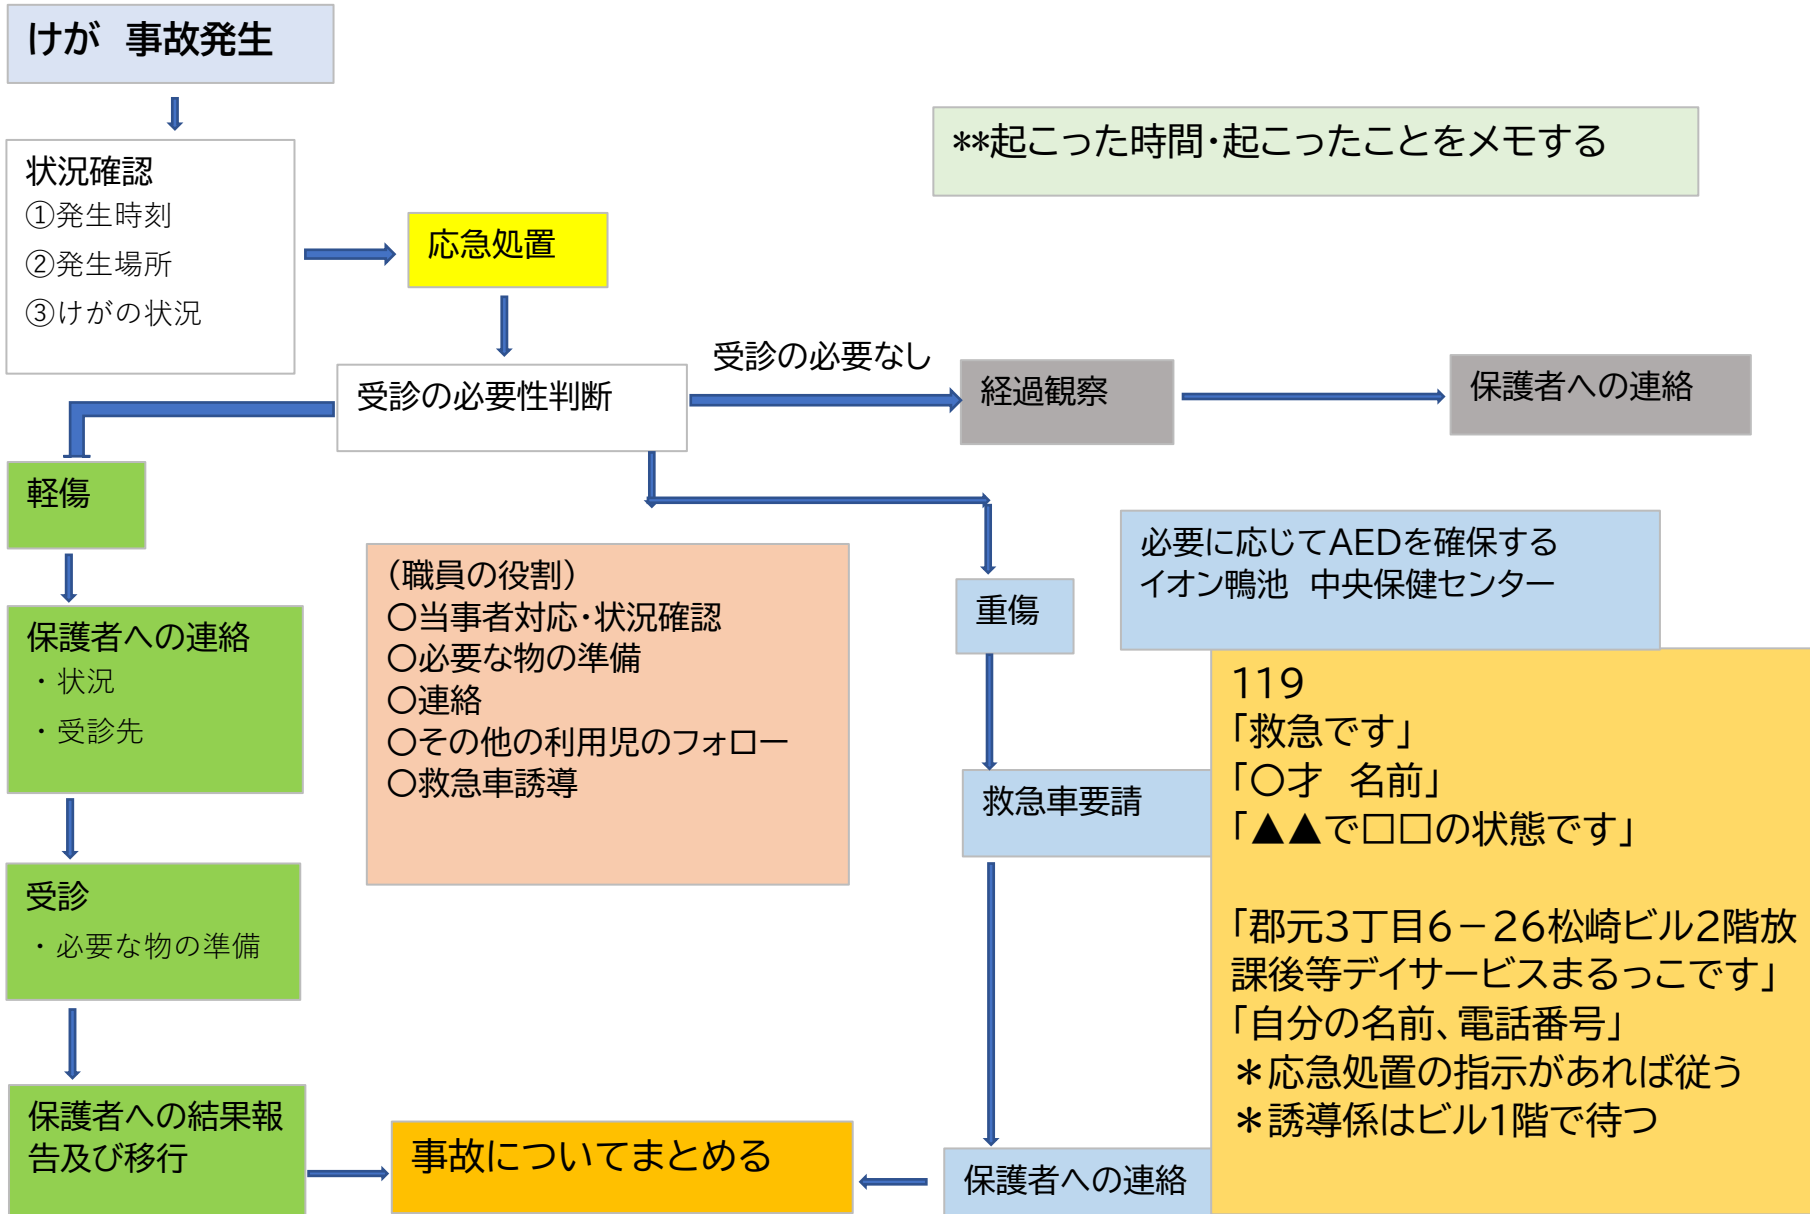 けが　事故発生
**起こった時間・起こったことをメモする
状況確認
①発生時刻
②発生場所
③けがの状況
応急処置
受診の必要性判断
受診の必要なし
経過観察
保護者への連絡
軽傷
保護者への連絡
・状況
・受診先
受診
・必要な物の準備
保護者への結果報
告及び移行
（職員の役割）
〇当事者対応・状況確認
〇必要な物の準備
〇連絡
〇その他の利用児のフォロー
〇救急車誘導
重傷
必要に応じてAEDを確保する
イオン鴨池　中央保健センター
救急車要請
119
「救急です」
「〇才　名前」
「▲▲で□□の状態です」
「郡元3丁目6－26松崎ビル2階放
課後等デイサービスまるっこです」
「自分の名前、電話番号」
＊応急処置の指示があれば従う
＊誘導係はビル1階で待つ
保護者への連絡
事故についてまとめる